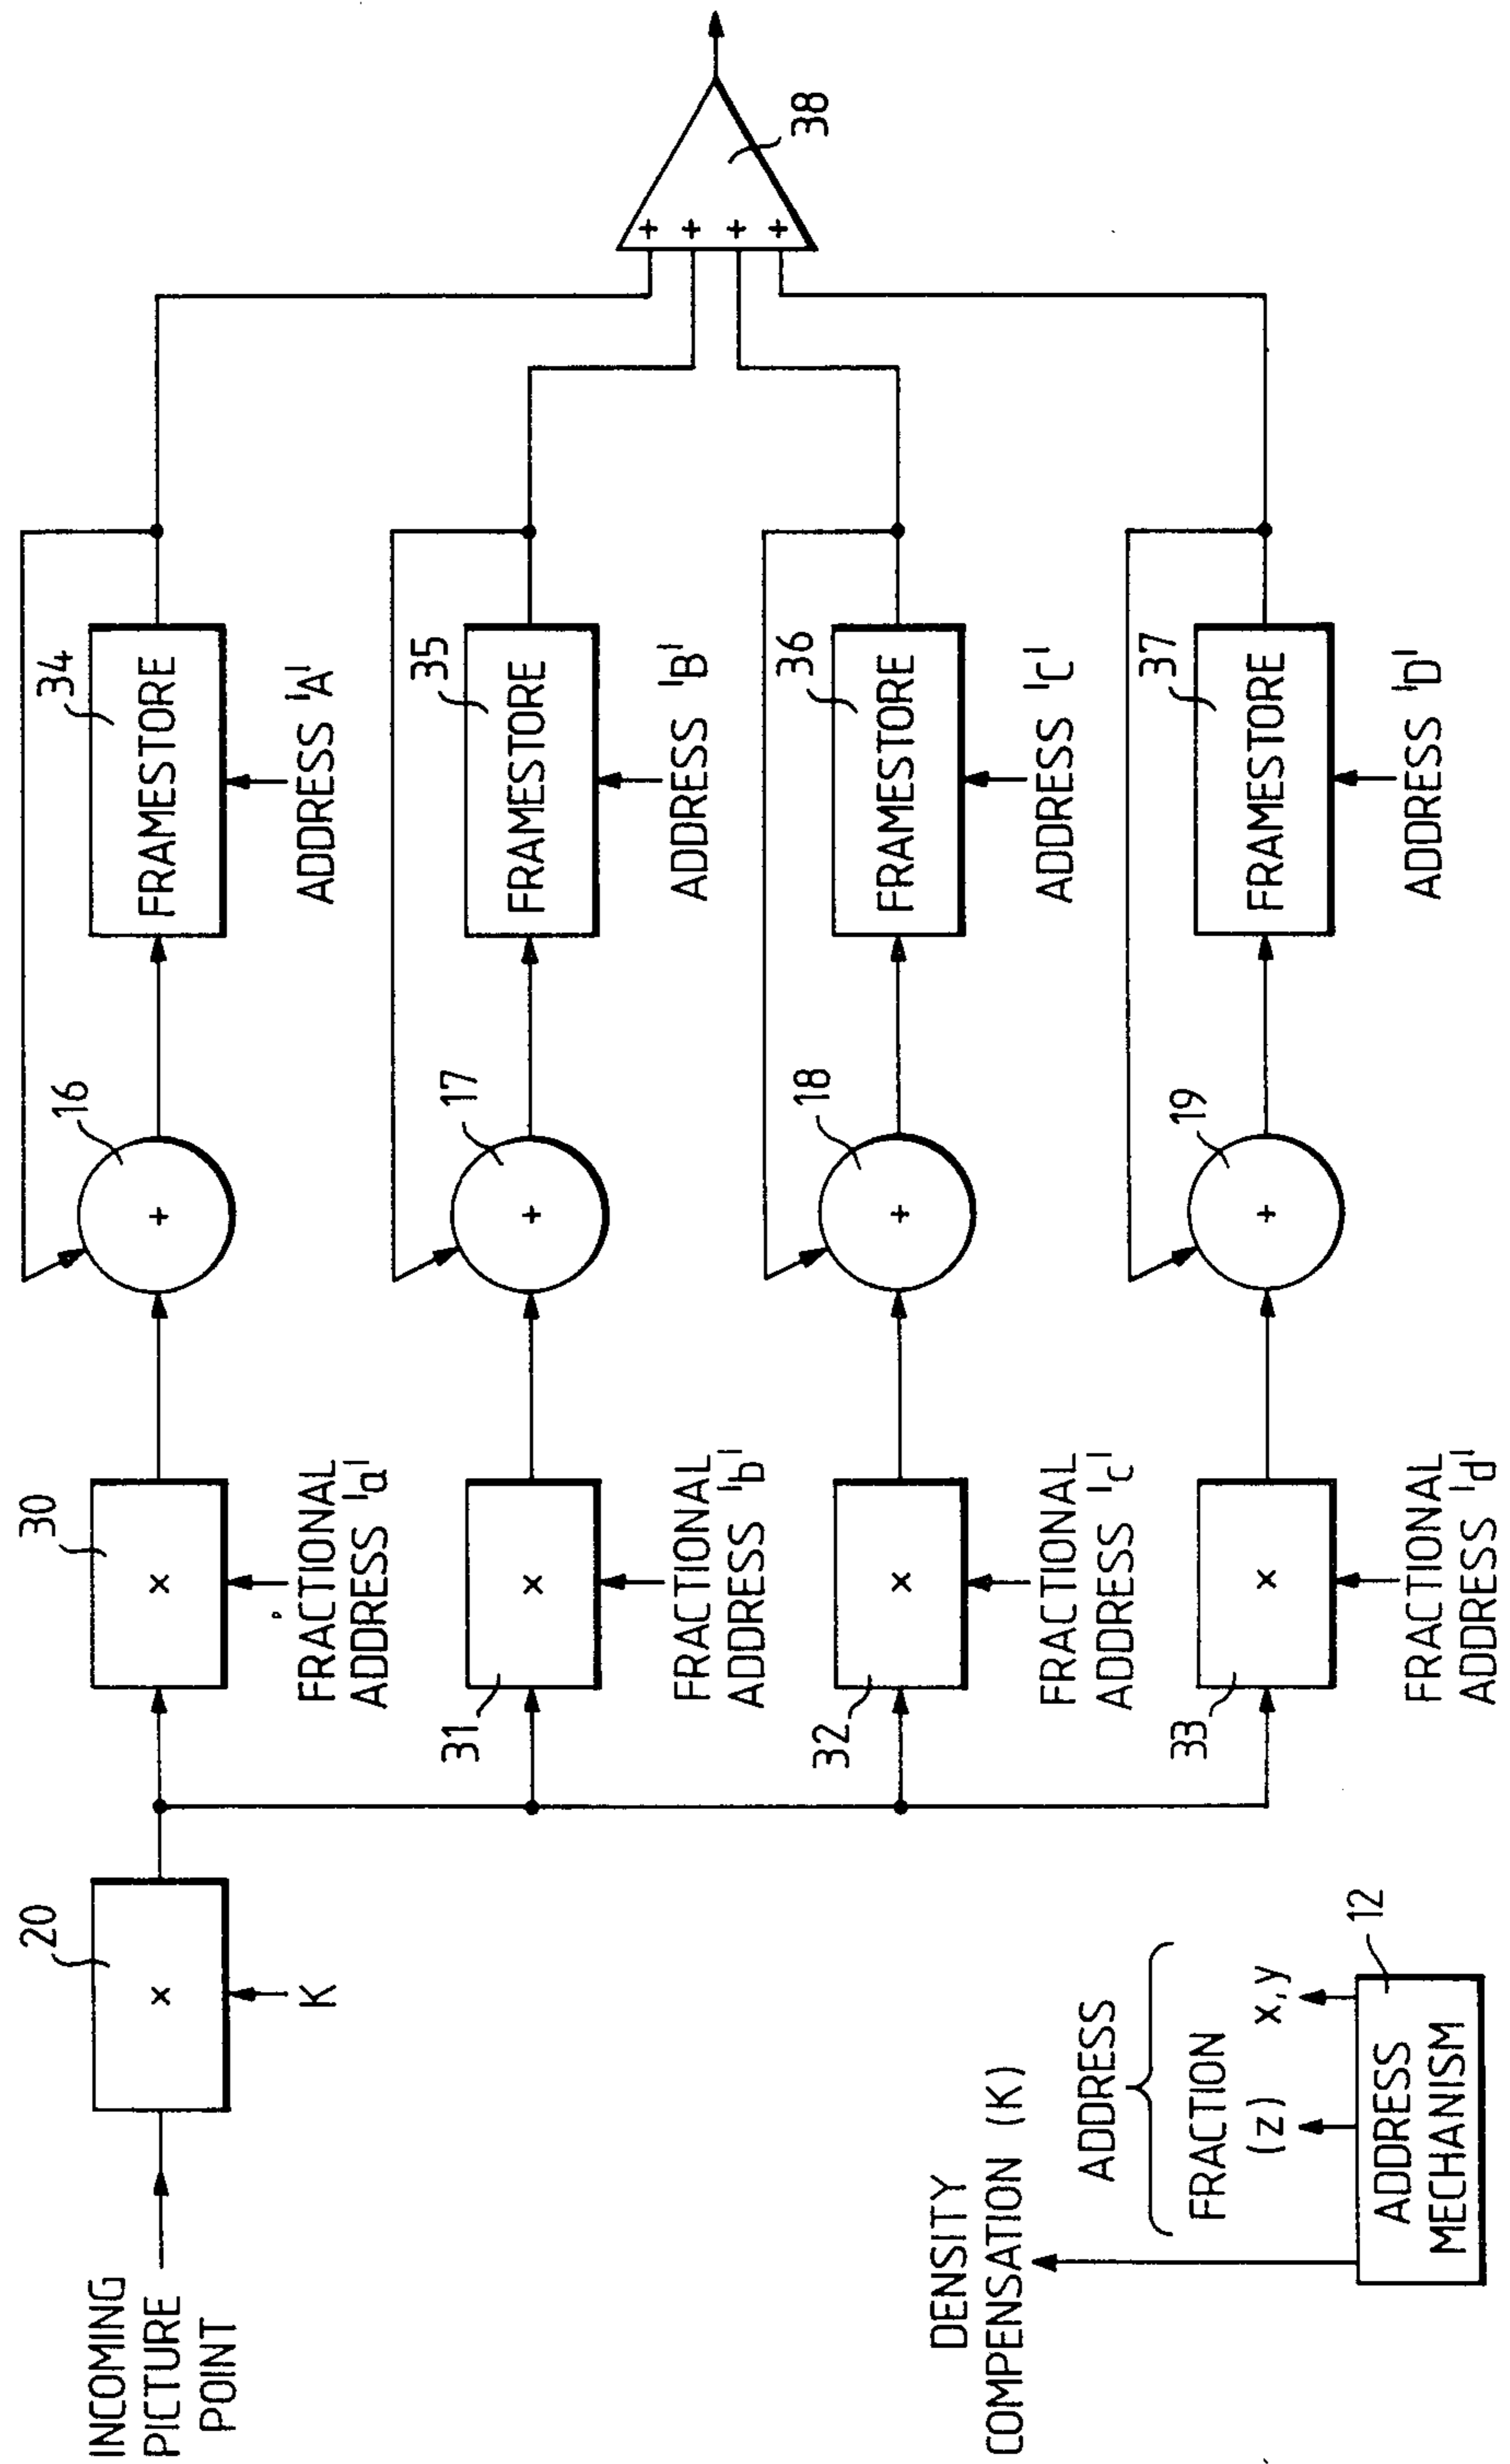 INCOMING
PICTURE
POINT
20
×
K
30
×
FRACTIONAL
ADDRESS 'a'
16
+
34
FRAMESTORE
ADDRESS 'A'
31
×
FRACTIONAL
ADDRESS 'b'
17
+
35
FRAMESTORE
ADDRESS 'B'
+
+
+
+
38
32
×
FRACTIONAL
ADDRESS 'c'
18
+
36
FRAMESTORE
ADDRESS 'C'
33
×
FRACTIONAL
ADDRESS 'd'
19
+
37
FRAMESTORE
ADDRESS 'D'
DENSITY
COMPENSATION (K)
ADDRESS
FRACTION
(z) x,y
12
ADDRESS
MECHANISM